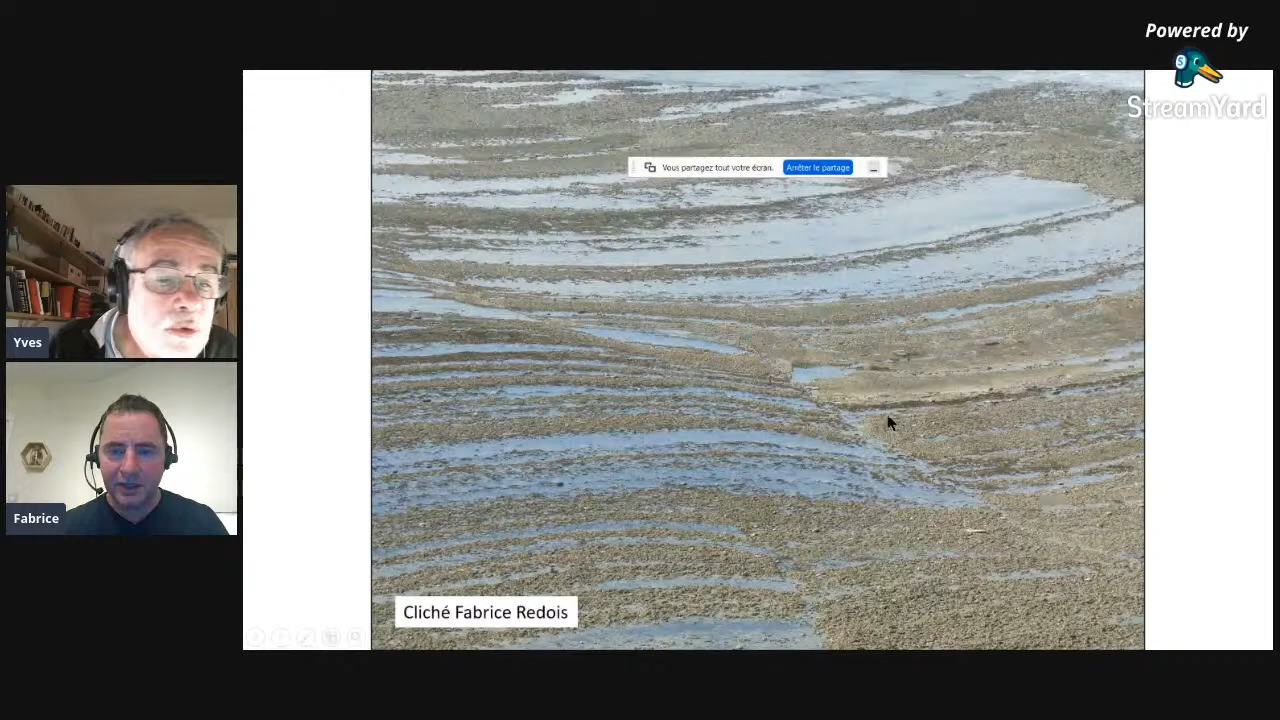 Powered by
StreamYard
Vous partagez tout votre écran.
Arrêter le partage
Yves
Fabrice
Cliché Fabrice Redois